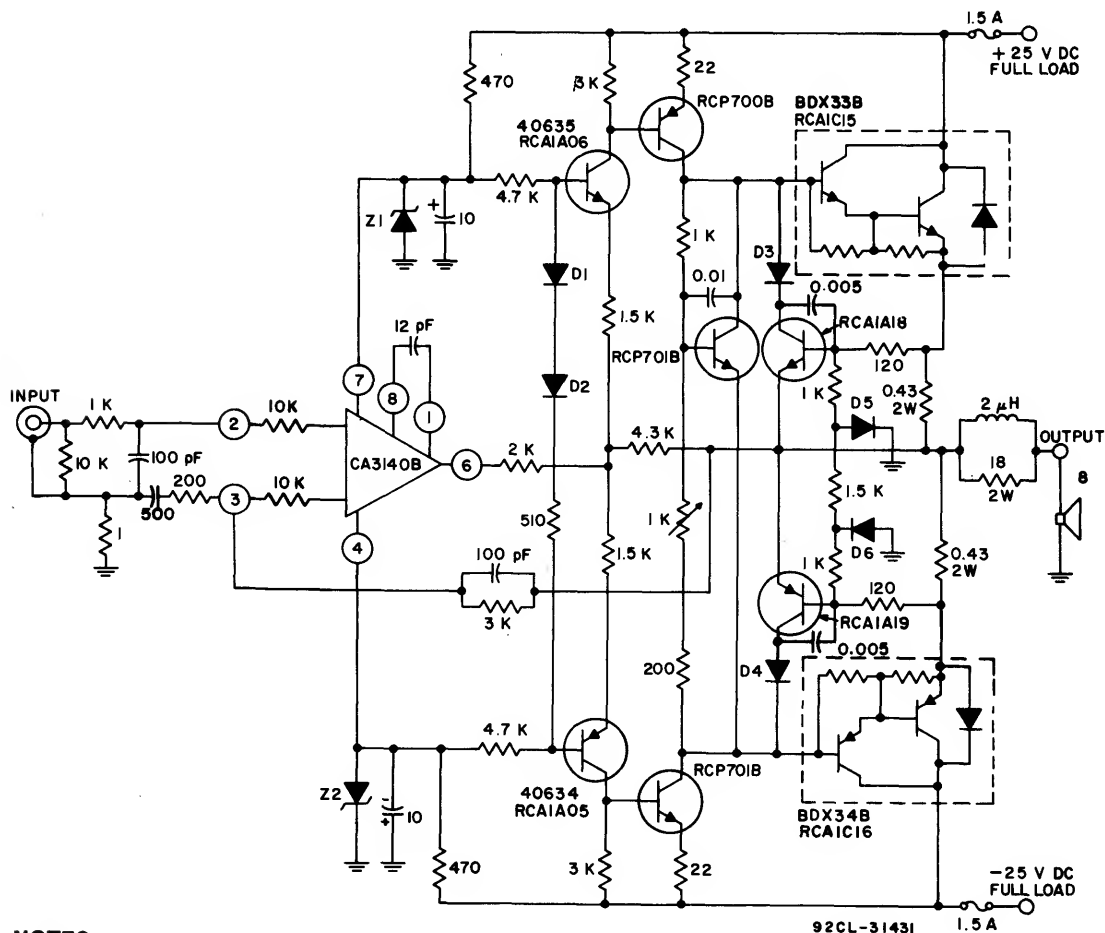 1.5 A
+25 V DC
FULL LOAD
470
3K
22
RCP700B
BDX33B
RCA1C15
40635
RCA1A06
4.7 K
Z1
+
10
D1
1 K
D3
0.01
0.005
12 pF
1.5 K
RCA1A18
RCP701B
120
7
8
1
D2
1 K
0.43
2W
2 μH
INPUT
1 K
2
10K
D5
4.3 K
OUTPUT
CA3140B
6
2 K
18
2W
8
10 K
100 pF
1.5 K
200
3
10K
510
1K
D6
500
1
4
1.5 K
1 K
0.43
2W
100 pF
120
3 K
RCA1A19
0.005
200
D4
4.7 K
RCP701B
Z2
-
+
10
40634
RCA1A05
BDX34B
RCA1C16
470
3K
22
-25 V DC
FULL LOAD
92CL-31431
1.5 A